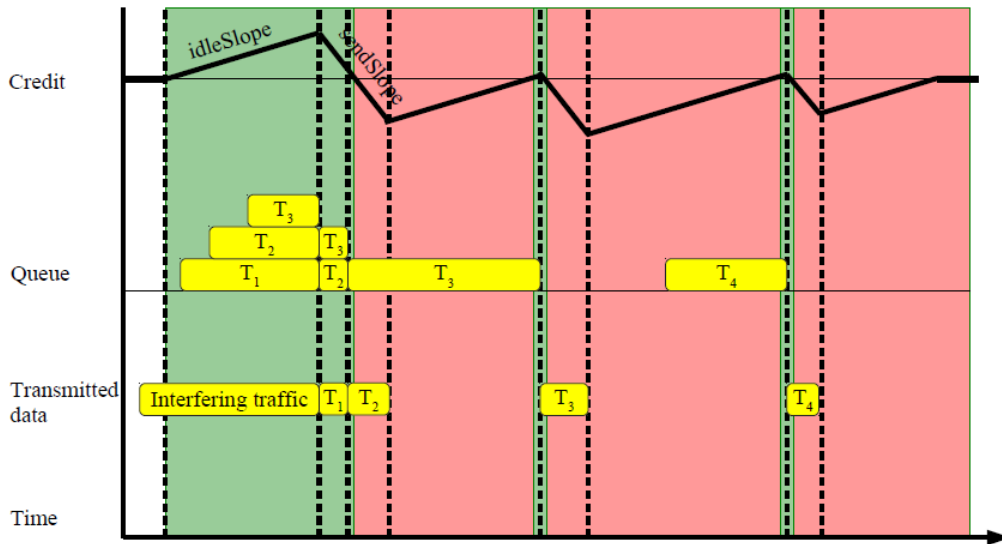 idleSlope
sendSlope
Credit
T3
T2 T3
Queue T1 T2 T3 T4
Transmitted data
Interfering traffic T1 T2 T3 T4
Time